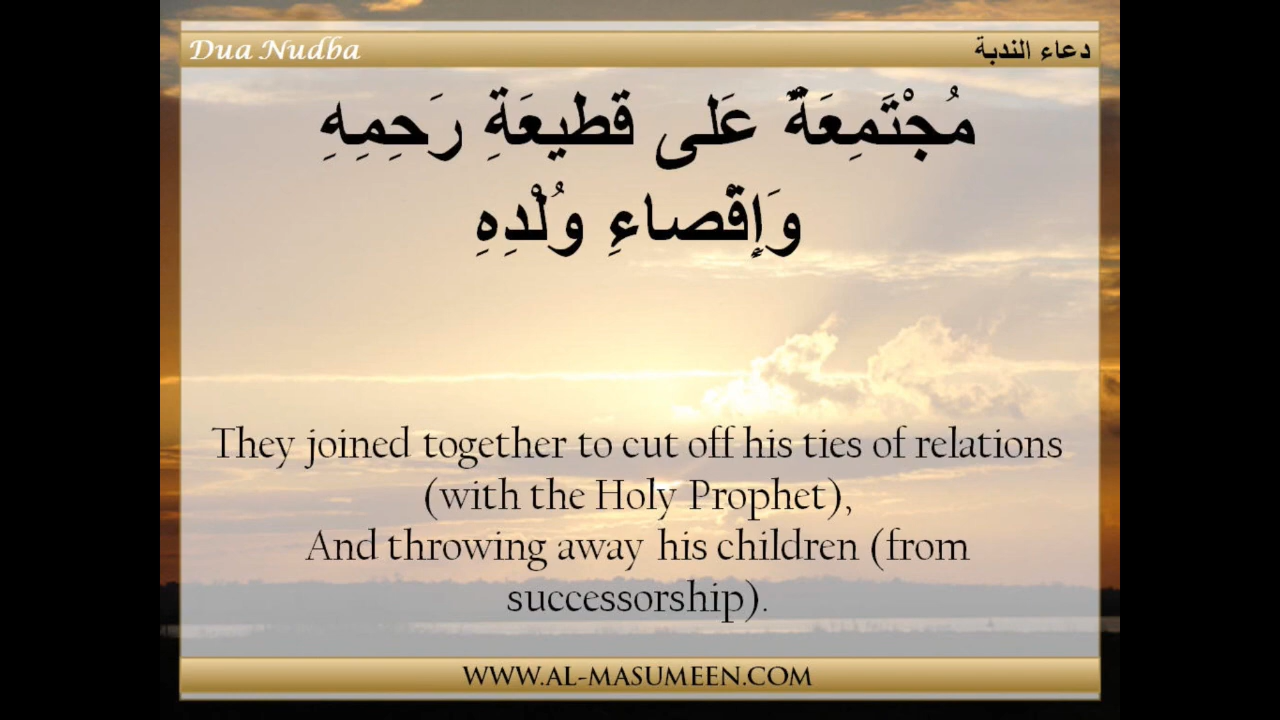 Dua Nudba
دعاء الندبة
مُجْتَمِعَةٌ عَلى قطيعَةِ رَحِمِهِ
وَإِقْصاءِ وُلْدِهِ
They joined together to cut off his ties of relations
(with the Holy Prophet),
And throwing away his children (from
successorship).
WWW.AL-MASUMEEN.COM